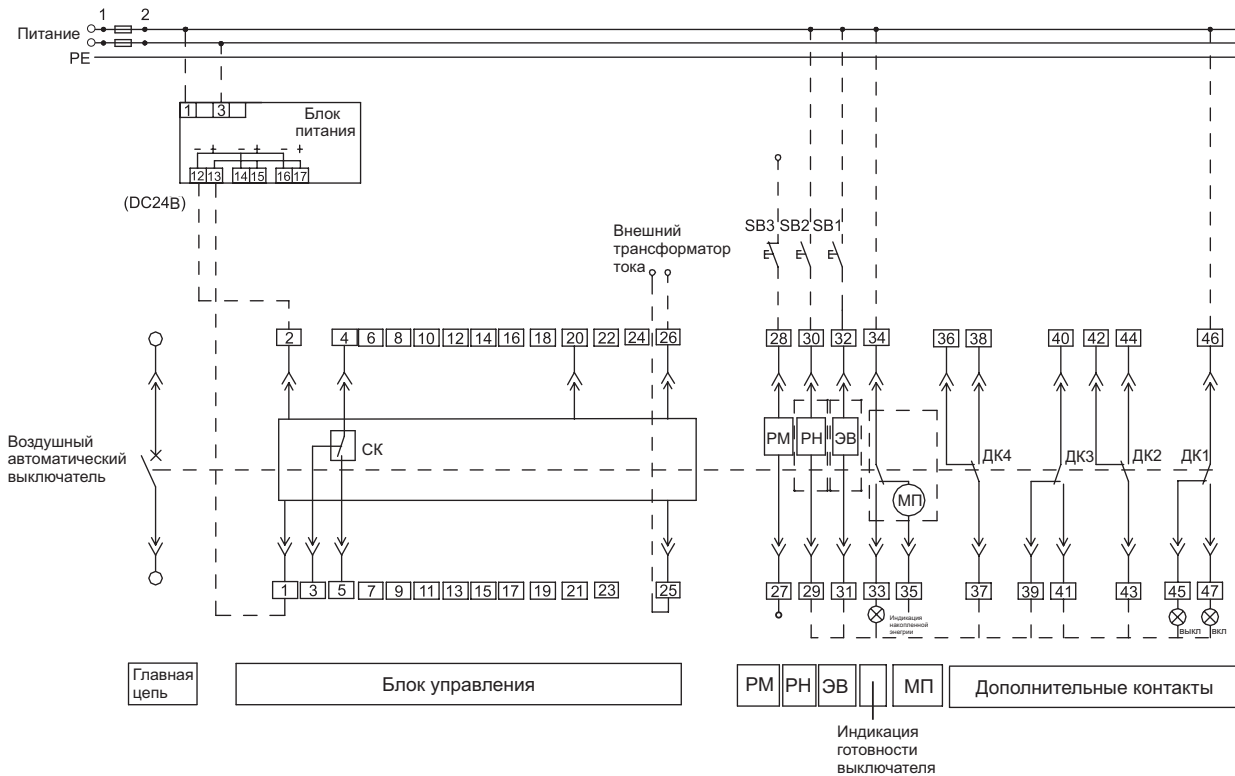 1 2
Питание
PE
1 3
Блок
питания
− + − + − +
12 13 14 15 16 17
(DC24В)
Внешний
трансформатор
тока
SB3 SB2 SB1
2 4 6 8 10 12 14 16 18 20 22 24 26 28 30 32 34 36 38 40 42 44 46
Воздушный
автоматический
выключатель
СК
РМ РН ЭВ
МП
ДК4 ДК3 ДК2 ДК1
1 3 5 7 9 11 13 15 17 19 21 23 25 27 29 31 33 35 37 39 41 43 45 47
Индикация
накопленной
энегрии
выкл вкл
Главная
цепь
Блок управления
РМ РН ЭВ МП
Дополнительные контакты
Индикация
готовности
выключателя